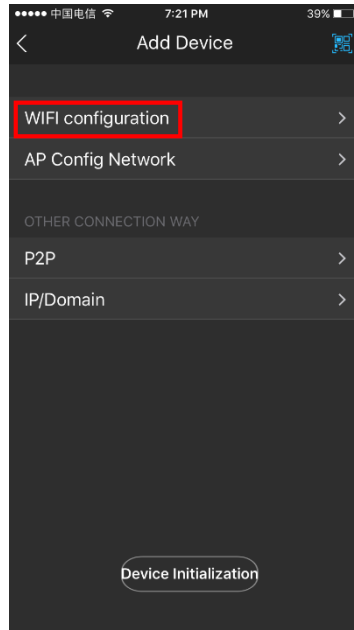 中国电信 7:21 PM 39%
Add Device
WIFI configuration
AP Config Network
OTHER CONNECTION WAY
P2P
IP/Domain
Device Initialization